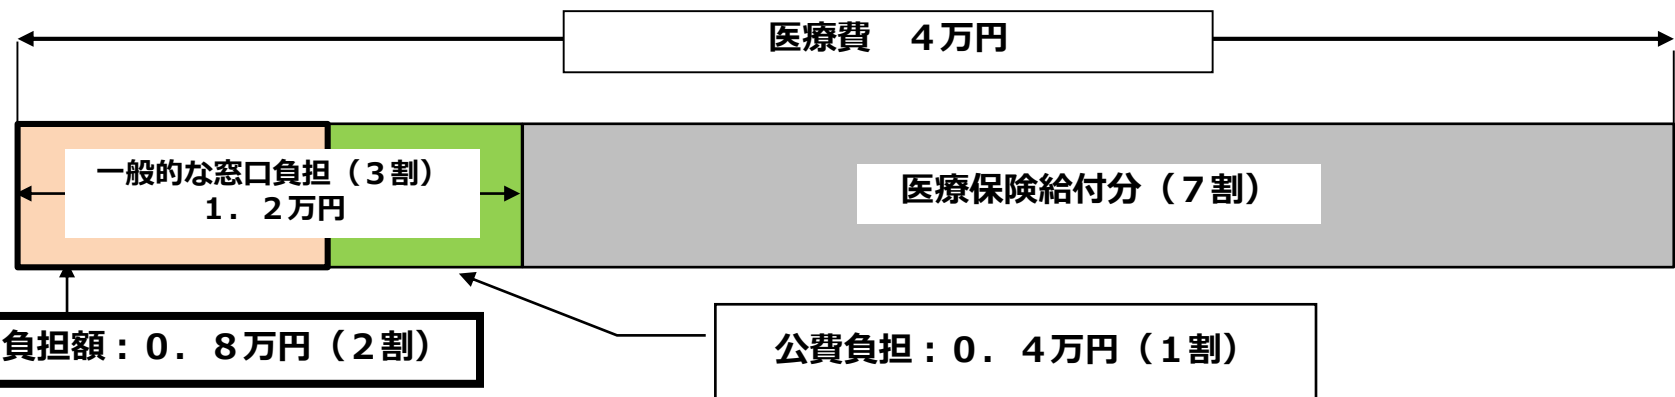 医療費　４万円
一般的な窓口負担（３割）
１．２万円
医療保険給付分（７割）
負担額：０．８万円（２割）
公費負担：０．４万円（１割）